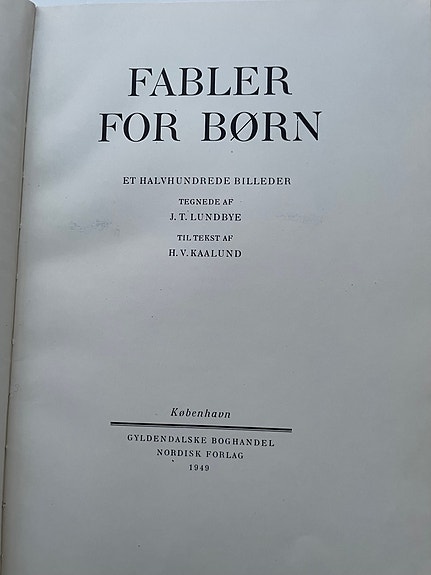 FABLER
FOR BØRN
ET HALVHUNDREDE BILLEDER
TEGNEDE AF
J. T. LUNDBYE
TIL TEKST AF
H. V. KAALUND
København
GYLDENDALSKE BOGHANDEL
NORDISK FORLAG
1949